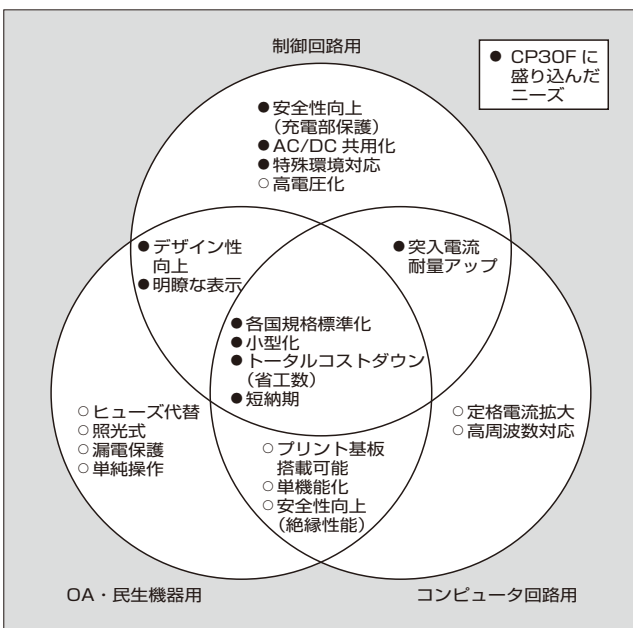 制御回路用
● CP30F に
盛り込んだ
ニーズ
● 安全性向上
（充電部保護）
● AC/DC 共用化
● 特殊環境対応
○ 高電圧化
● デザイン性
向上
● 明瞭な表示
● 突入電流
耐量アップ
● 各国規格標準化
● 小型化
● トータルコストダウン
（省工数）
● 短納期
○ ヒューズ代替
○ 照光式
○ 漏電保護
○ 単純操作
○ 定格電流拡大
○ 高周波数対応
○ プリント基板
搭載可能
○ 単機能化
○ 安全性向上
（絶縁性能）
OA・民生機器用
コンピュータ回路用